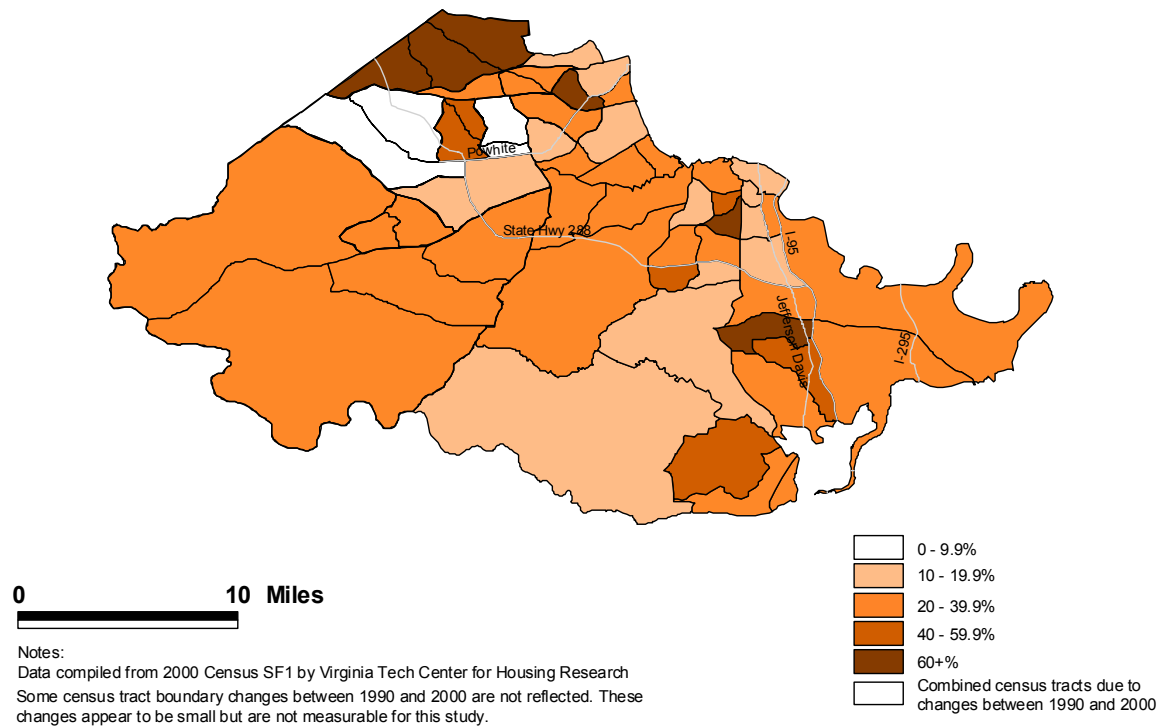 Powhite
State Hwy 288
I-95
Jefferson Davis
I-295
0 - 9.9%
10 - 19.9%
20 - 39.9%
40 - 59.9%
60+%
Combined census tracts due to
changes between 1990 and 2000
0 10 Miles
Notes:
Data compiled from 2000 Census SF1 by Virginia Tech Center for Housing Research
Some census tract boundary changes between 1990 and 2000 are not reflected. These
changes appear to be small but are not measurable for this study.